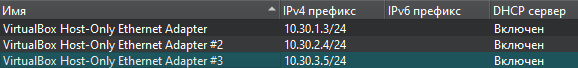 Имя IPv4 префикс IPv6 префикс DHCP сервер
VirtualBox Host-Only Ethernet Adapter 10.30.1.3/24 Включен
VirtualBox Host-Only Ethernet Adapter #2 10.30.2.4/24 Включен
VirtualBox Host-Only Ethernet Adapter #3 10.30.3.5/24 Включен